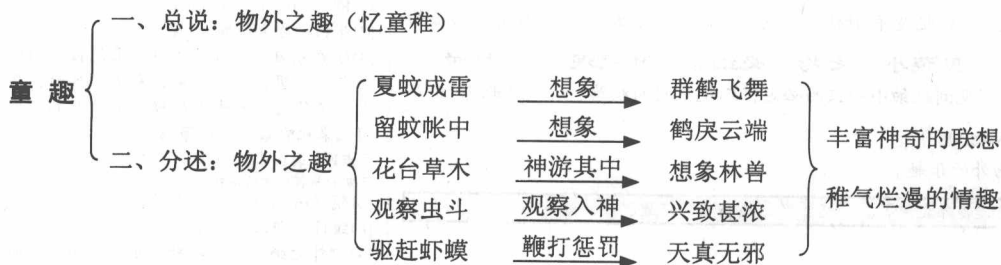 童 趣
一、总说：物外之趣（忆童稚）
二、分述：物外之趣
夏蚊成雷 想象 群鹤飞舞
留蚊帐中 想象 鹤戾云端
花台草木 神游其中 想象林兽
观察虫斗 观察入神 兴致甚浓
驱赶虾蟆 鞭打惩罚 天真无邪
丰富神奇的联想
稚气烂漫的情趣